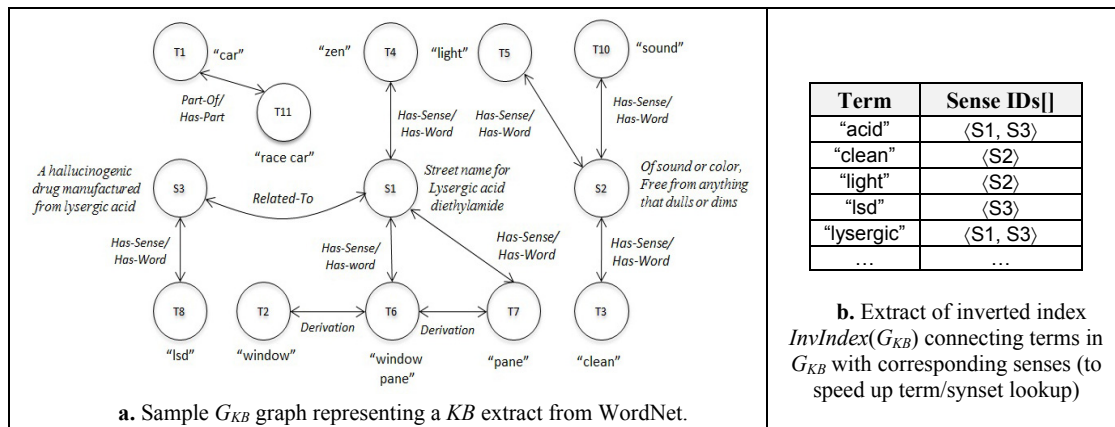 T1
"car"
"zen"
T4
"light"
T5
T10
"sound"
Part-Of/
Has-Part
T11
"race car"
Has-Sense/
Has-Word
Has-Sense/
Has-Word
Has-Sense/
Has-Word
A hallucinogenic
drug manufactured
from lysergic acid
S3
Related-To
S1
Street name for
Lysergic acid
diethylamide
S2
Of sound or color,
Free from anything
that dulls or dims
Has-Sense/
Has-Word
Has-Sense/
Has-word
Has-Sense/
Has-Word
Has-Sense/
Has-Word
T8
T2
Derivation
T6
Derivation
T7
T3
"lsd"
"window"
"window
pane"
"pane"
"clean"
a. Sample GKB graph representing a KB extract from WordNet.
Term Sense IDs[]
"acid" ⟨S1, S3⟩
"clean" ⟨S2⟩
"light" ⟨S2⟩
"lsd" ⟨S3⟩
"lysergic" ⟨S1, S3⟩
… …
b. Extract of inverted index
InvIndex(GKB) connecting terms in
GKB with corresponding senses (to
speed up term/synset lookup)